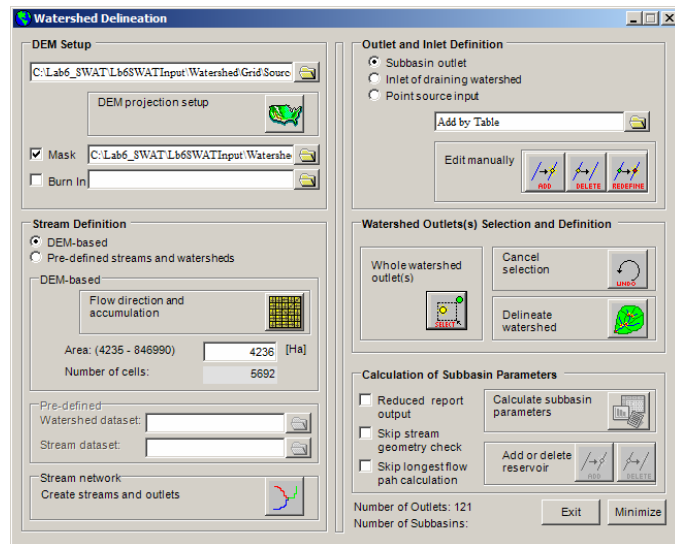 Watershed Delineation
DEM Setup
C:\Lab6_SWAT\Lb6SWATInput\Watershed\Grid\Sourc
DEM projection setup
Mask
C:\Lab6_SWAT\Lb6SWATInput\Watershe
Burn In
Stream Definition
DEM-based
Pre-defined streams and watersheds
DEM-based
Flow direction and
accumulation
Area: (4235 - 846990) 4236 [Ha]
Number of cells: 5692
Pre-defined
Watershed dataset:
Stream dataset:
Stream network
Create streams and outlets
Outlet and Inlet Definition
Subbasin outlet
Inlet of draining watershed
Point source input
Add by Table
Edit manually
ADD DELETE REDEFINE
Watershed Outlets(s) Selection and Definition
Whole watershed
outlet(s)
SELECT
Cancel
selection
UNDO
Delineate
watershed
Calculation of Subbasin Parameters
Reduced report
output
Skip stream
geometry check
Skip longest flow
pah calculation
Calculate subbasin
parameters
Add or delete
reservoir
ADD DELETE
Number of Outlets: 121
Number of Subbasins:
Exit Minimize